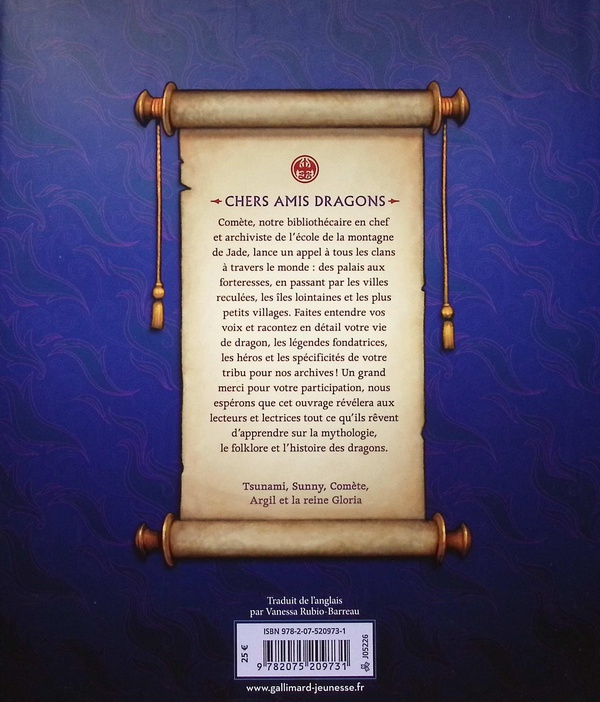 CHERS AMIS DRAGONS
Comète, notre bibliothécaire en chef
et archiviste de l'école de la montagne
de Jade, lance un appel à tous les clans
à travers le monde : des palais aux
forteresses, en passant par les villes
reculées, les îles lointaines et les plus
petits villages. Faites entendre vos
voix et racontez en détail votre vie
de dragon, les légendes fondatrices,
les héros et les spécificités de votre
tribu pour nos archives ! Un grand
merci pour votre participation, nous
espérons que cet ouvrage révélera aux
lecteurs et lectrices tout ce qu'ils rêvent
d'apprendre sur la mythologie,
le folklore et l'histoire des dragons.
Tsunami, Sunny, Comète,
Argil et la reine Gloria
Traduit de l'anglais
par Vanessa Rubio-Barreau
ISBN 978-2-07-520973-1
25 €
9 782075 209731
J05226
www.gallimard-jeunesse.fr